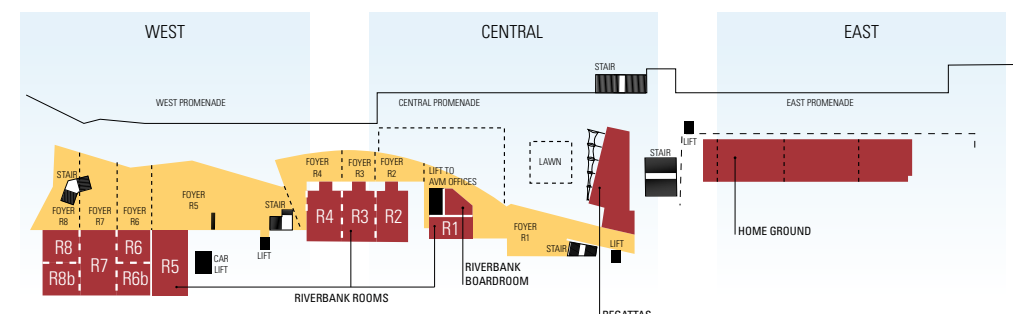 WEST
CENTRAL
EAST
STAIR
WEST PROMENADE
CENTRAL PROMENADE
EAST PROMENADE
LIFT
STAIR
LAWN
FOYER
R4
FOYER
R3
FOYER
R2
LIFT TO
AVM OFFICES
STAIR
FOYER
R5
FOYER
R8
FOYER
R7
FOYER
R6
STAIR
R4
R3
R2
R1
FOYER
R1
STAIR
LIFT
HOME GROUND
R8
R7
R6
R5
R8b
R6b
CAR
LIFT
LIFT
RIVERBANK
BOARDROOM
RIVERBANK ROOMS
REGATTAS